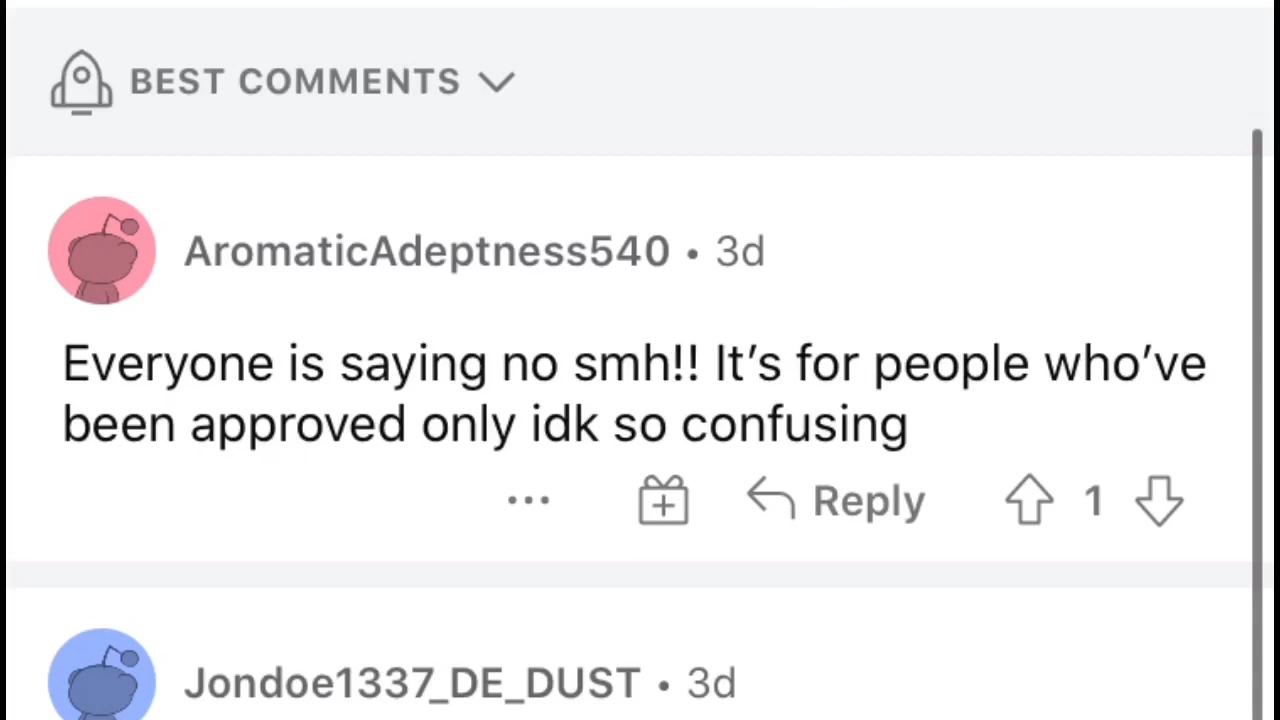 BEST COMMENTS
AromaticAdeptness540 • 3d
Everyone is saying no smh!! It’s for people who’ve
been approved only idk so confusing
Reply 1
Jondoe1337_DE_DUST • 3d